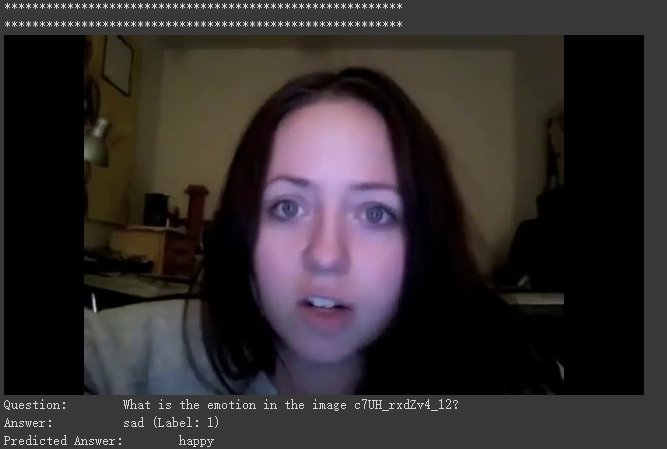 *********************************************************
*********************************************************
Question: What is the emotion in the image c7UH_rxdZv4_12?
Answer: sad (Label: 1)
Predicted Answer: happy